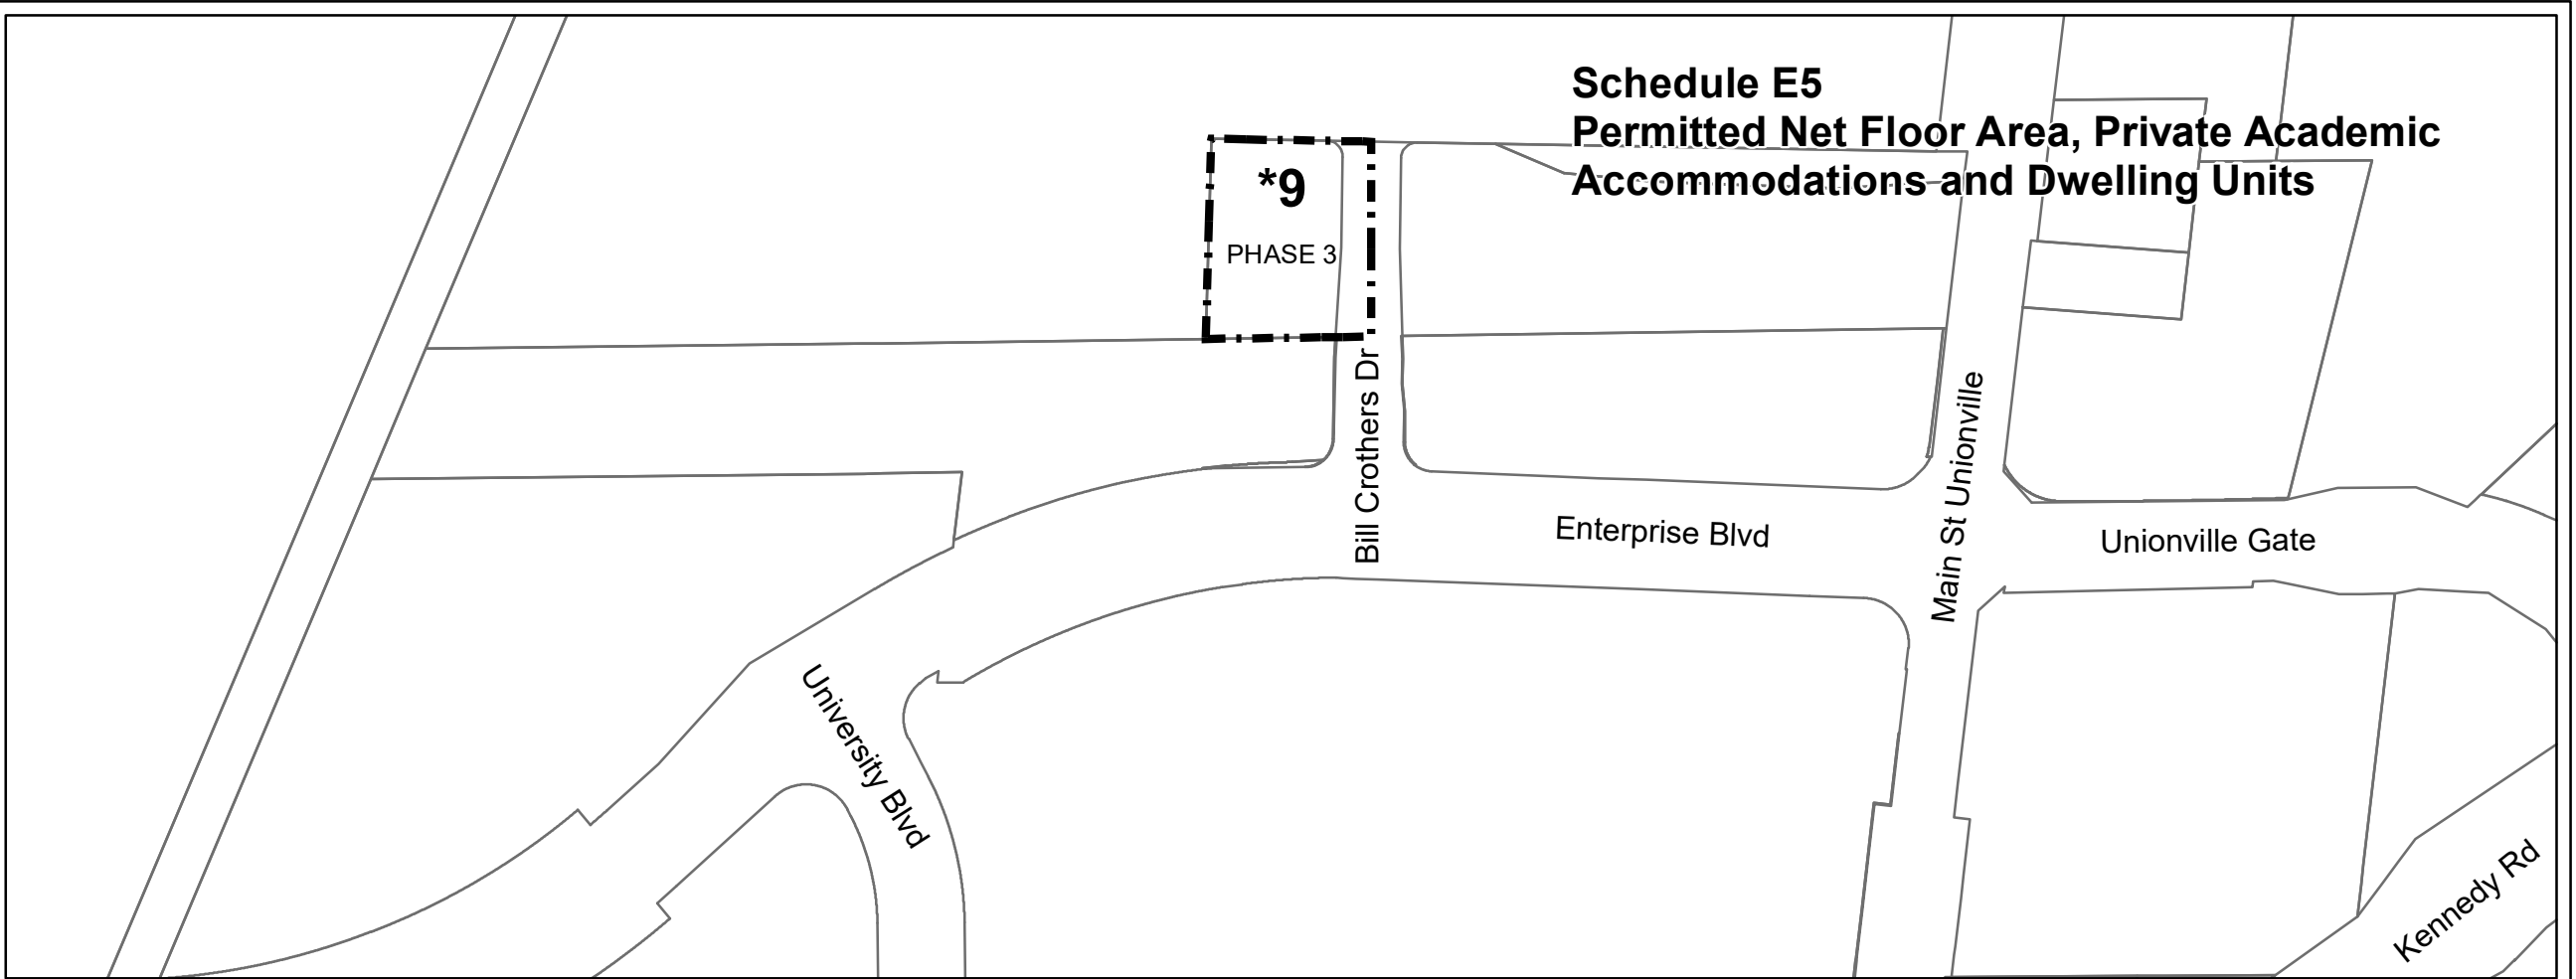 Schedule E5
Permitted Net Floor Area, Private Academic
Accommodations and Dwelling Units
*9
PHASE 3
Bill Crothers Dr
Main St Unionville
Enterprise Blvd
Unionville Gate
University Blvd
Kennedy Rd